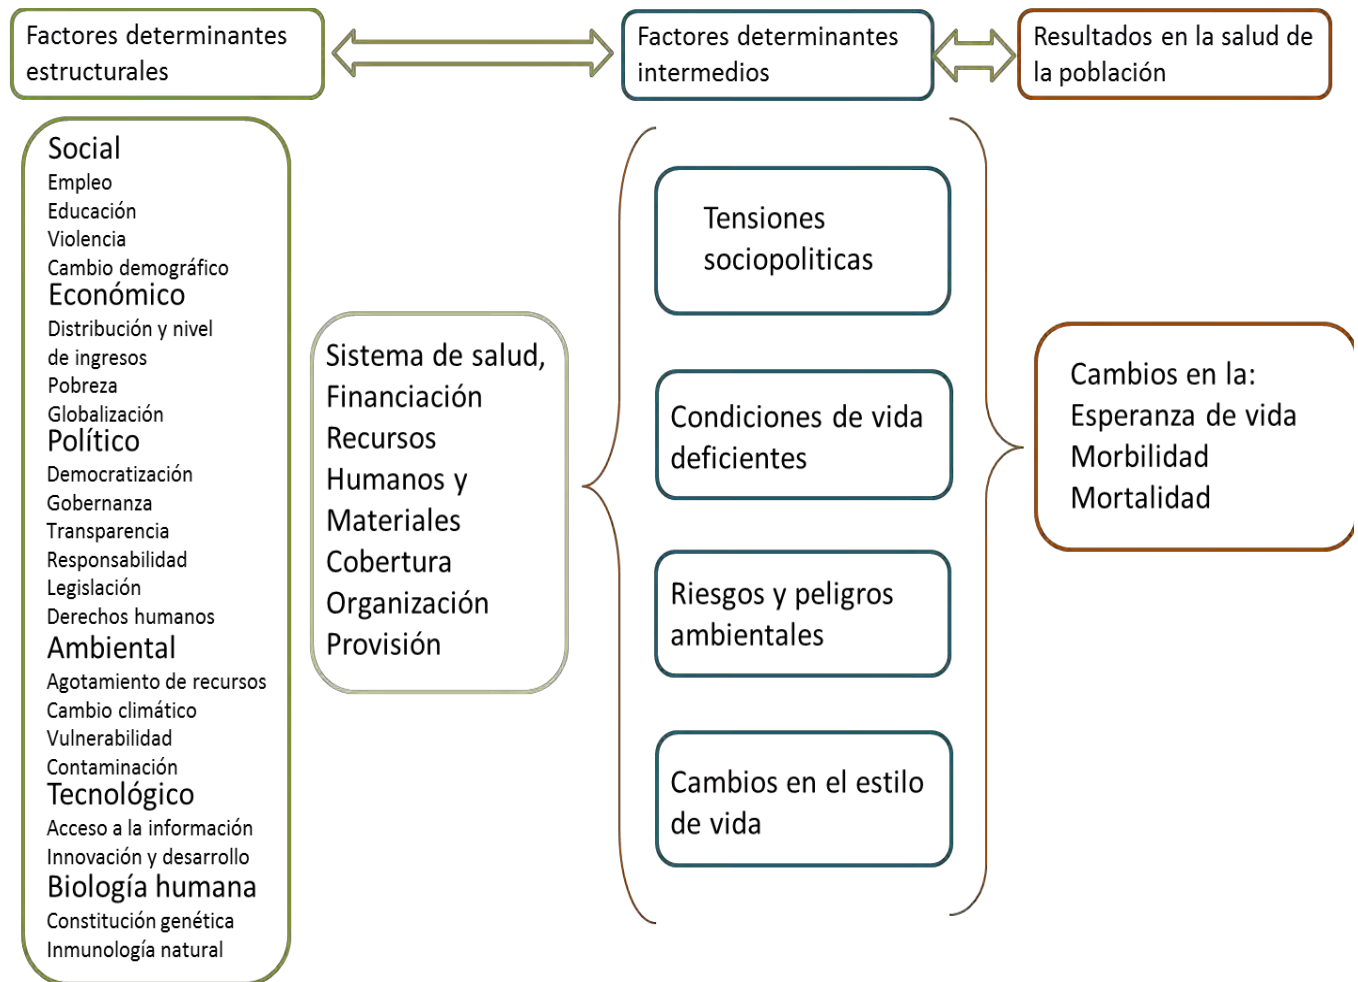 Factores determinantes
estructurales
Factores determinantes
intermedios
Resultados en la salud de
la población
Social
Empleo
Educación
Violencia
Cambio demográfico
Económico
Distribución y nivel
de ingresos
Pobreza
Globalización
Político
Democratización
Gobernanza
Transparencia
Responsabilidad
Legislación
Derechos humanos
Ambiental
Agotamiento de recursos
Cambio climático
Vulnerabilidad
Contaminación
Tecnológico
Acceso a la información
Innovación y desarrollo
Biología humana
Constitución genética
Inmunología natural
Sistema de salud,
Financiación
Recursos
Humanos y
Materiales
Cobertura
Organización
Provisión
Tensiones
sociopoliticas
Condiciones de vida
deficientes
Riesgos y peligros
ambientales
Cambios en el estilo
de vida
Cambios en la:
Esperanza de vida
Morbilidad
Mortalidad